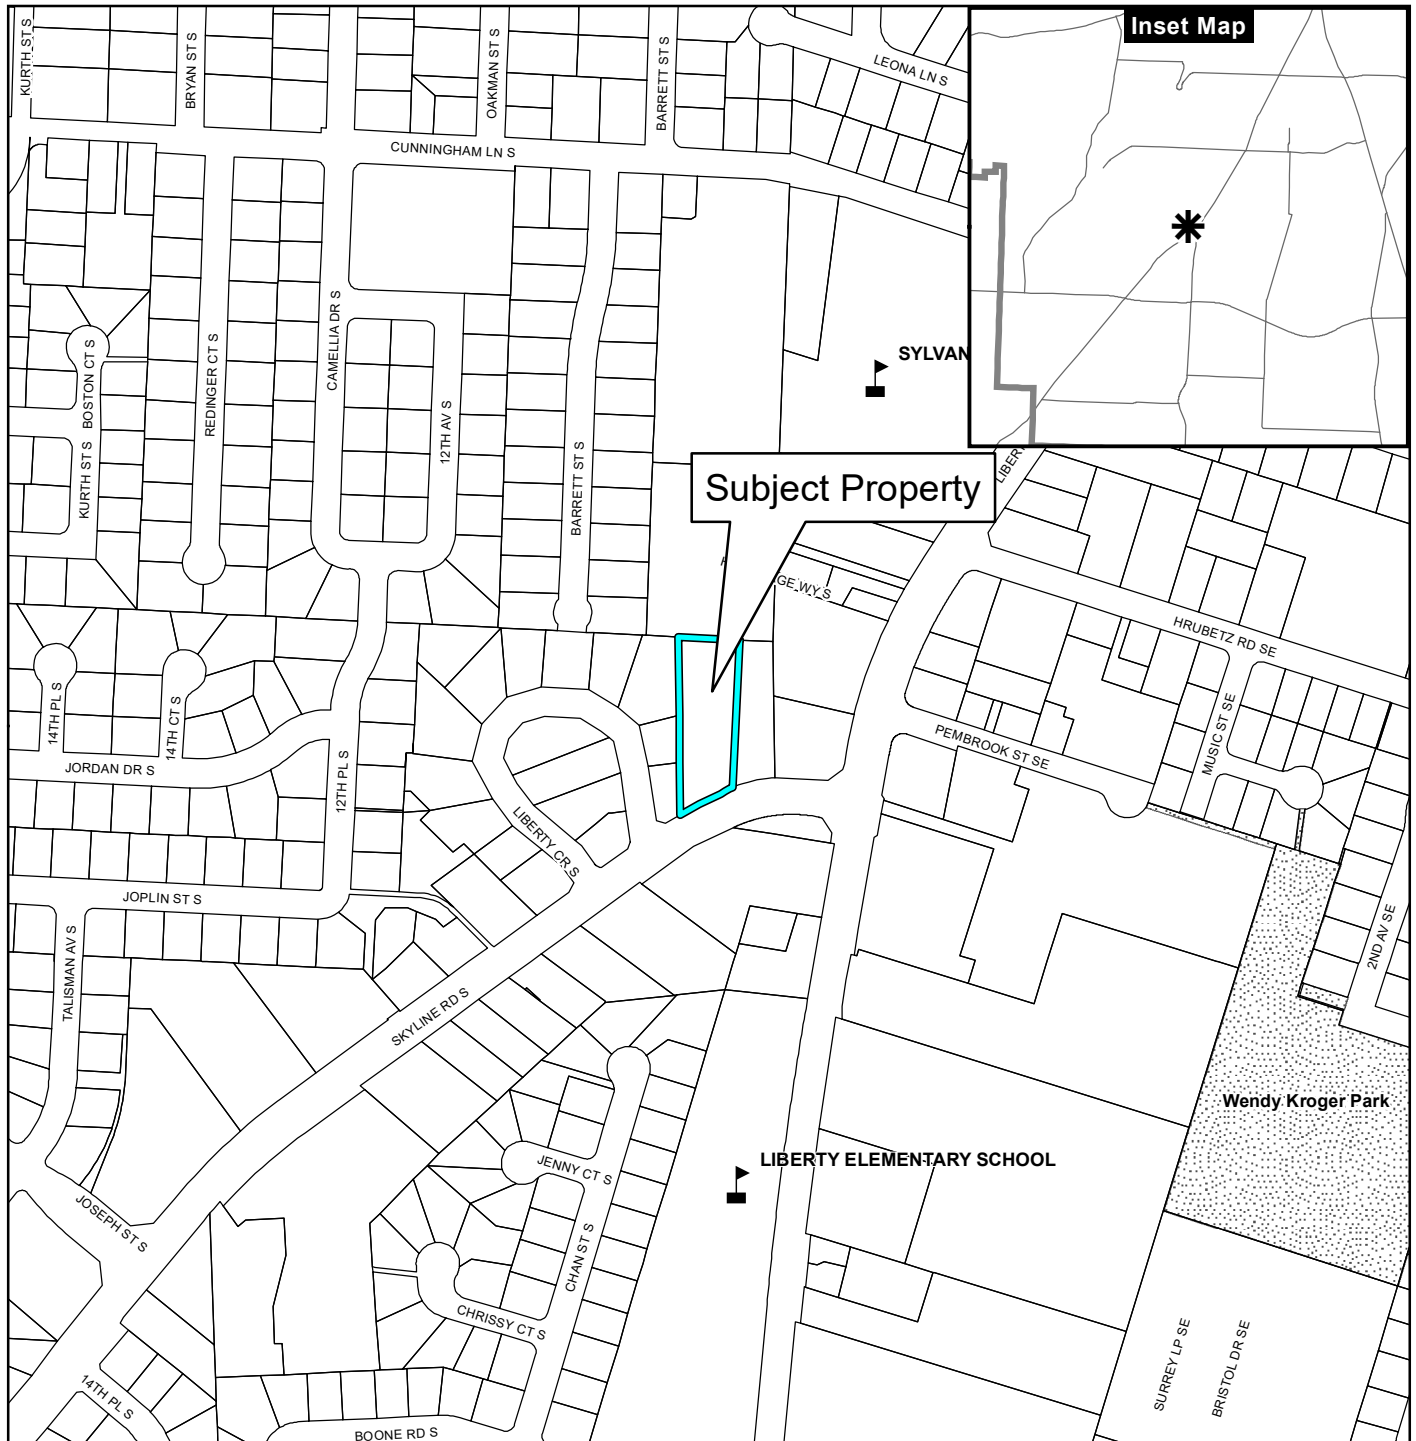 Inset Map
KURTH ST S
BRYAN ST S
OAKMAN ST S
BARRETT ST S
LEONA LN S
CUNNINGHAM LN S
CAMELLIA DR S
REDINGER CT S
BOSTON CT S
KURTH ST S
12TH AV S
BARRETT ST S
SYLVAN
LIBER
Subject Property
GE WY S
HRUBETZ RD SE
14TH PL S
14TH CT S
JORDAN DR S
12TH PL S
PEMBROOK ST SE
MUSIC ST SE
LIBERTY CR S
JOPLIN ST S
TALISMAN AV S
2ND AV SE
SKYLINE RD S
Wendy Kroger Park
LIBERTY ELEMENTARY SCHOOL
JENNY CT S
JOSEPH ST S
CHAN ST S
CHRISSY CT S
SURREY LP SE
BRISTOL DR SE
14TH PL S
BOONE RD S